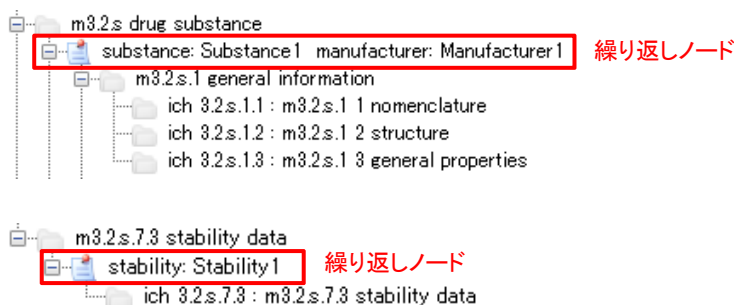 m3.2.s drug substance
substance: Substance1 manufacturer: Manufacturer1 繰り返しノード
m3.2.s.1 general information
ich 3.2.s.1.1 : m3.2.s.1 1 nomenclature
ich 3.2.s.1.2 : m3.2.s.1 2 structure
ich 3.2.s.1.3 : m3.2.s.1 3 general properties
m3.2.s.7.3 stability data
stability: Stability1 繰り返しノード
ich 3.2.s.7.3 : m3.2.s.7.3 stability data